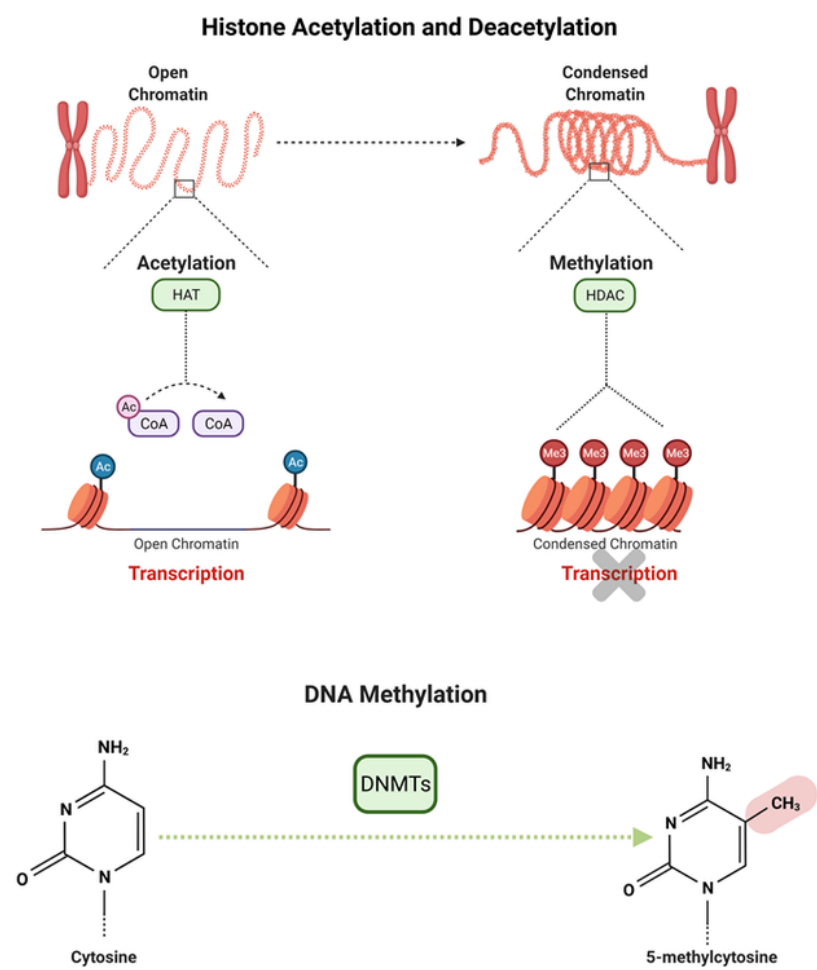 Histone Acetylation and Deacetylation
Open
Chromatin
Condensed
Chromatin
Acetylation
HAT
Ac
CoA
CoA
Ac
Ac
Open Chromatin
Transcription
Methylation
HDAC
Me3
Me3
Me3
Me3
Condensed Chromatin
Transcription
DNA Methylation
NH₂
N
O
N
Cytosine
DNMTs
NH₂
CH₃
N
O
N
5-methylcytosine